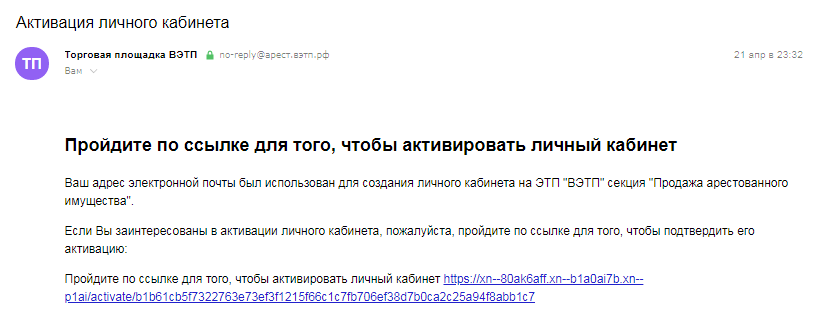 Активация личного кабинета
ТП
Торговая площадка ВЭТП no-reply@арест.вэтп.рф 21 апр в 23:32
Вам
Пройдите по ссылке для того, чтобы активировать личный кабинет
Ваш адрес электронной почты был использован для создания личного кабинета на ЭТП "ВЭТП" секция "Продажа арестованного
имущества".
Если Вы заинтересованы в активации личного кабинета, пожалуйста, пройдите по ссылке для того, чтобы подтвердить его
активацию:
Пройдите по ссылке для того, чтобы активировать личный кабинет https://xn--80ak6aff.xn--b1a0ai7b.xn--
p1ai/activate/b1b61cb5f7322763e73ef3f1215f66c1c7fb706ef38d7b0ca2c25a94f8abb1c7